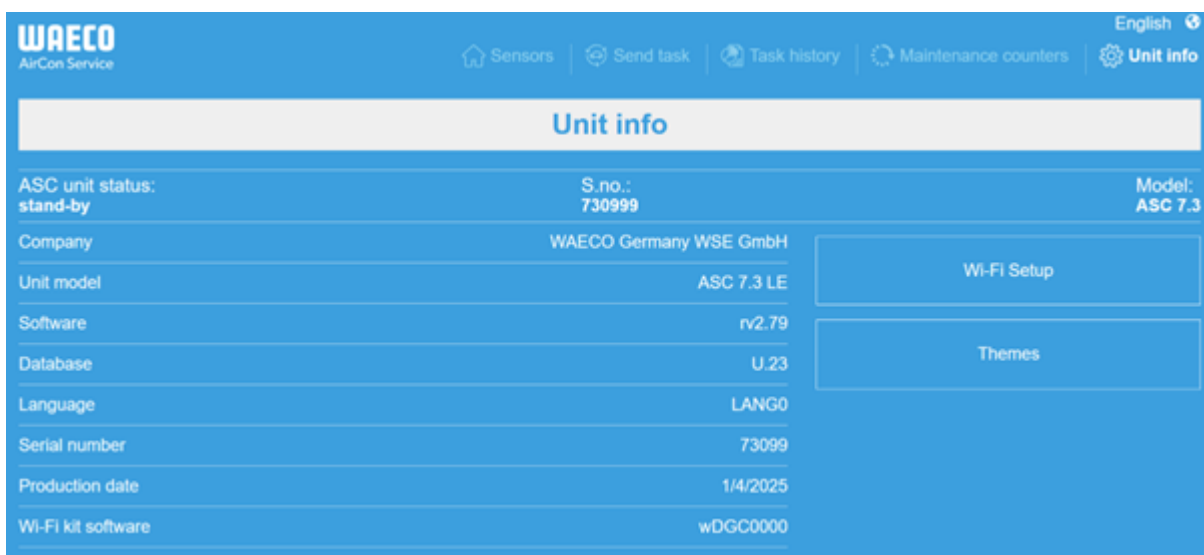 WAECO
AirCon Service
English
Sensors Send task Task history Maintenance counters Unit info
Unit info
ASC unit status: S.no.: Model:
stand-by 730999 ASC 7.3
Company WAECO Germany WSE GmbH
Unit model ASC 7.3 LE
Software rv2.79
Database U.23
Language LANG0
Serial number 73099
Production date 1/4/2025
Wi-Fi kit software wDGC0000
Wi-Fi Setup
Themes